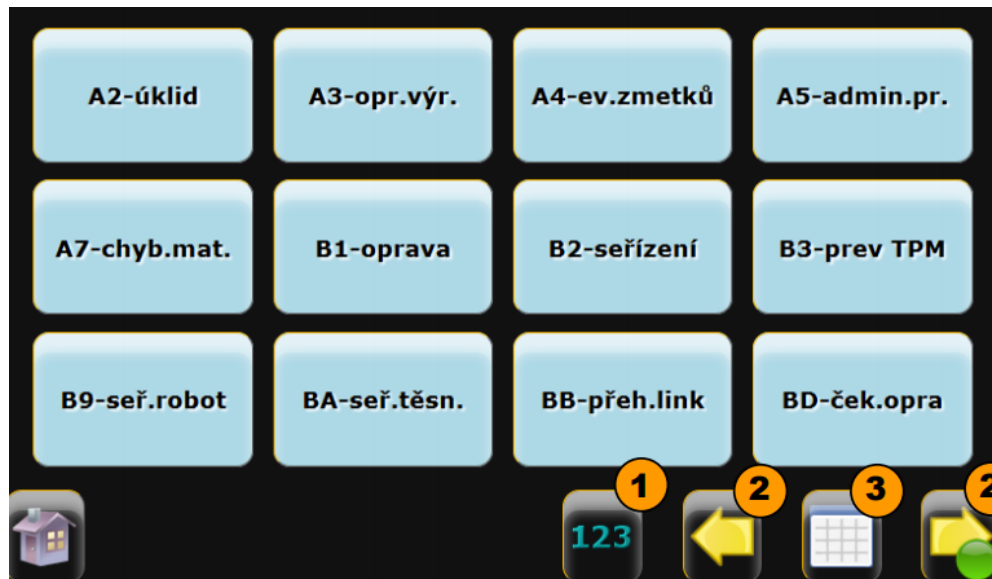 A2-úklid
A3-opr.výr.
A4-ev.zmetků
A5-admin.pr.
A7-chyb.mat.
B1-oprava
B2-seřízení
B3-prev TPM
B9-seř.robot
BA-seř.těsn.
BB-přeh.link
BD-ček.opra
1
2
3
2
123